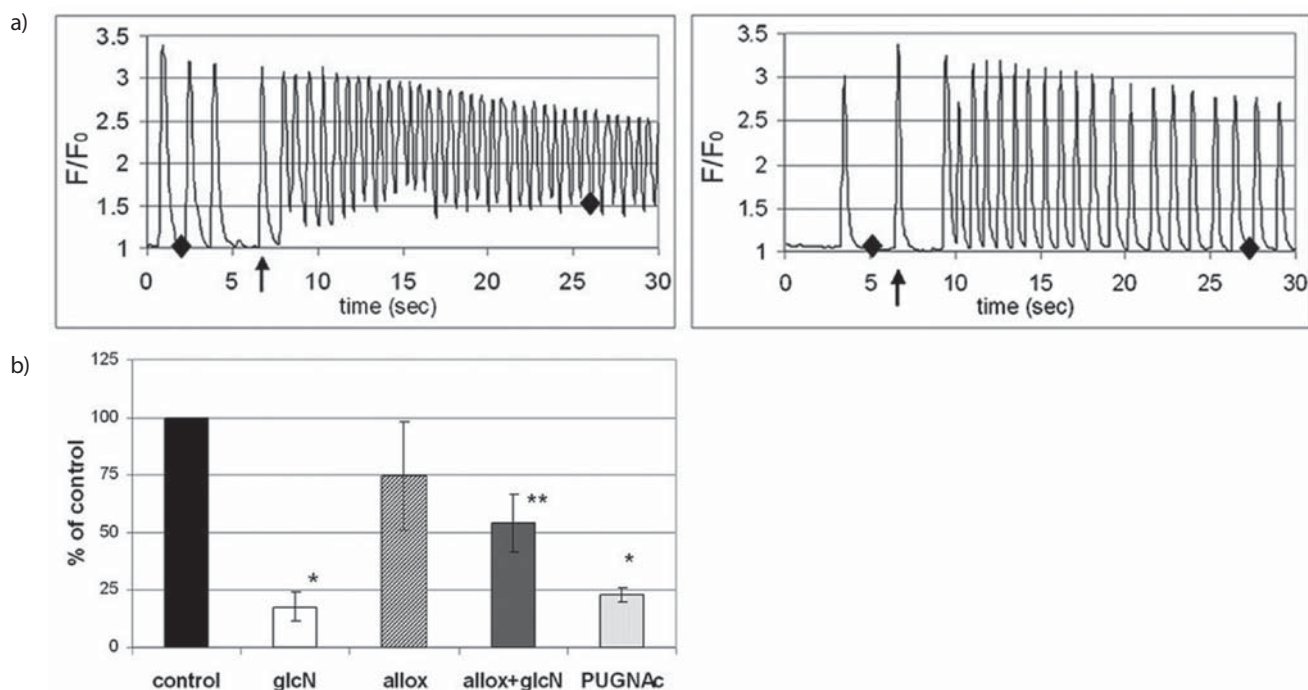 a)
F/F0
3.5
3
2.5
2
1.5
1
0 5 10 15 20 25 30
time (sec)
F/F0
3.5
3
2.5
2
1.5
1
0 5 10 15 20 25 30
time (sec)
b)
% of control
125
100
75
50
25
0
*
**
*
control glcN allox allox+glcN PUGNAc